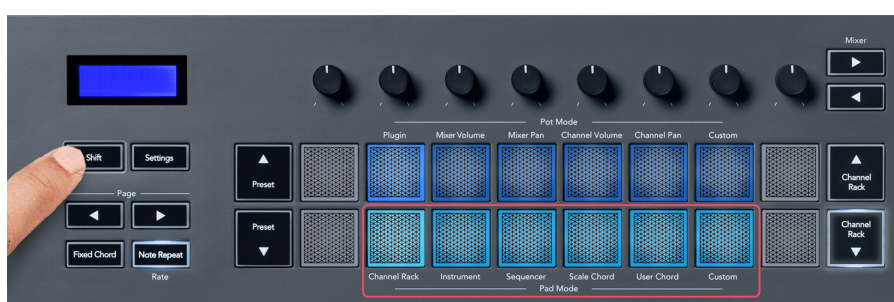 Mixer
Pot Mode
Plugin Mixer Volume Mixer Pan Channel Volume Channel Pan Custom
Shift Settings
Preset
Channel
Rack
Page
Preset
Channel
Rack
Fixed Chord Note Repeat
Rate
Channel Rack Instrument Sequencer Scale Chord User Chord Custom
Pad Mode